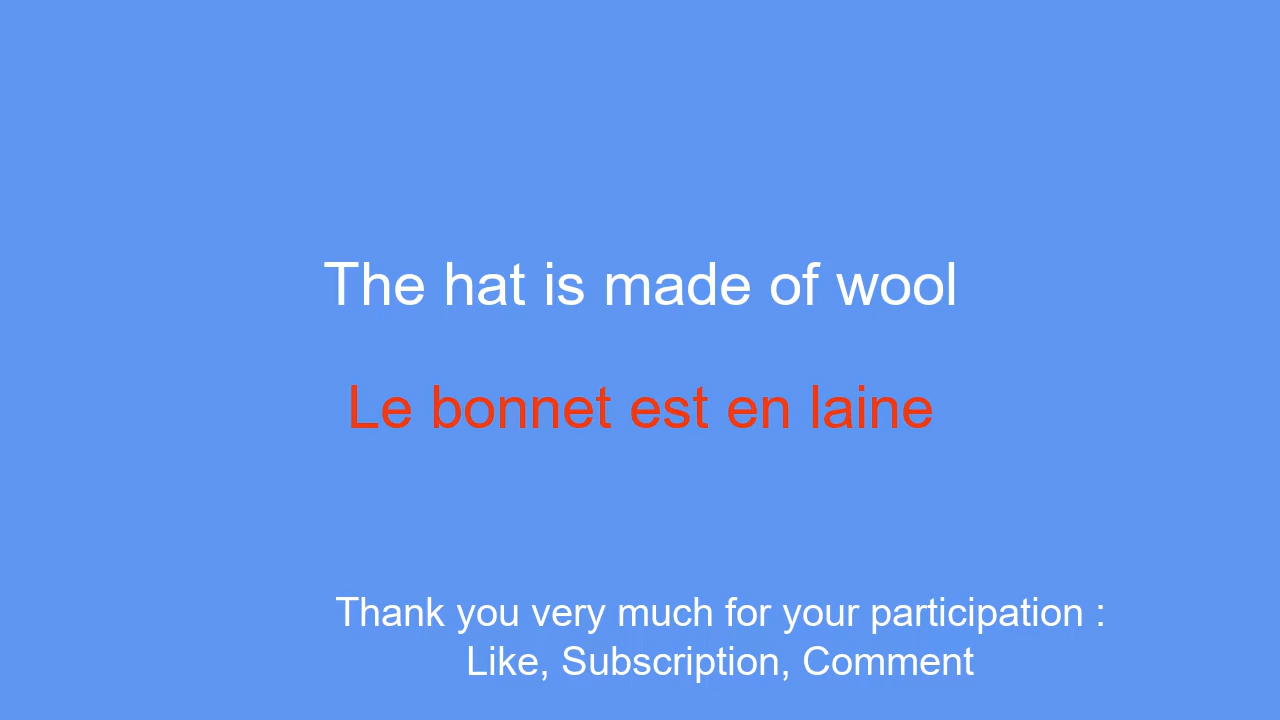 The hat is made of wool
Le bonnet est en laine
Thank you very much for your participation :
Like, Subscription, Comment